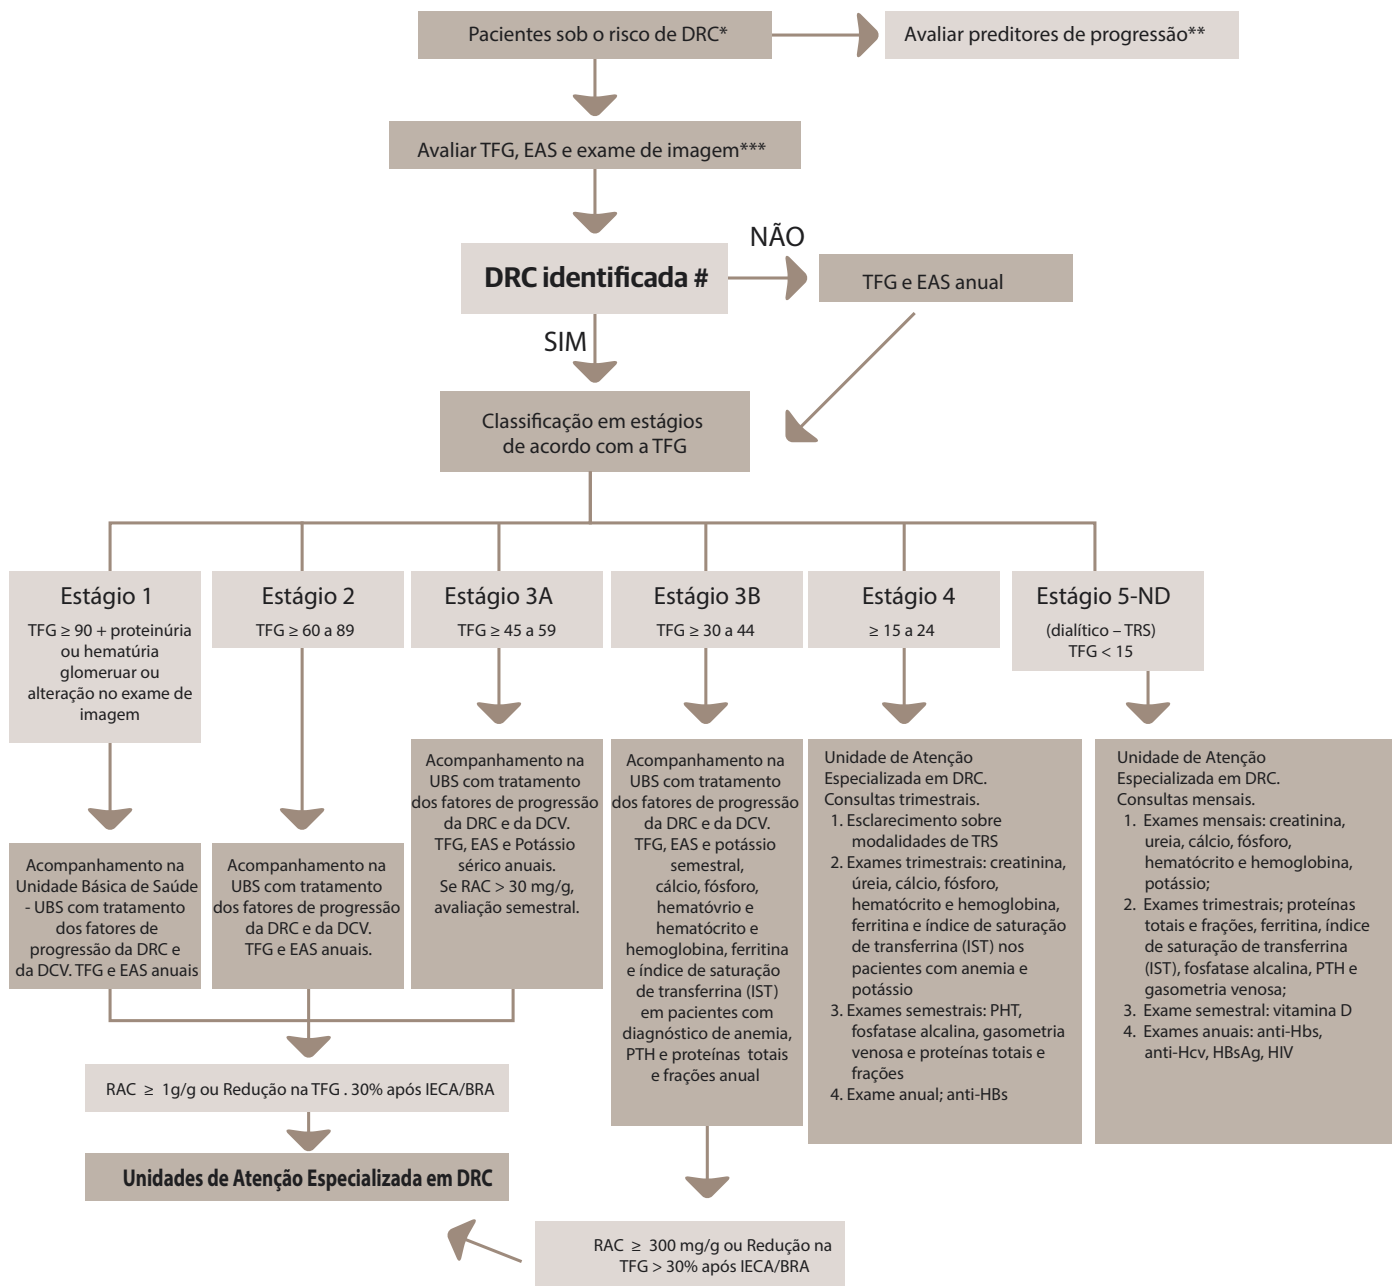 Pacientes sob o risco de DRC*
Avaliar preditores de progressão**
Avaliar TFG, EAS e exame de imagem***
NÃO
DRC identificada #
TFG e EAS anual
SIM
Classificação em estágios
de acordo com a TFG
Estágio 1
TFG ≥ 90 + proteinúria
ou hematúria
glomeruar ou
alteração no exame de
imagem
Estágio 2
TFG ≥ 60 a 89
Estágio 3A
TFG ≥ 45 a 59
Estágio 3B
TFG ≥ 30 a 44
Estágio 4
≥ 15 a 24
Estágio 5-ND
(dialítico – TRS)
TFG < 15
Acompanhamento na
Unidade Básica de Saúde
- UBS com tratamento
dos fatores de
progressão da DRC e
da DCV. TFG e EAS anuais
Acompanhamento na
UBS com tratamento
dos fatores de progressão
da DRC e da DCV.
TFG e EAS anuais.
Acompanhamento na
UBS com tratamento
dos fatores de progressão
da DRC e da DCV.
TFG, EAS e Potássio
sérico anuais.
Se RAC > 30 mg/g,
avaliação semestral.
Acompanhamento na
UBS com tratamento
dos fatores de progressão
da DRC e da DCV.
TFG, EAS e potássio
semestral,
cálcio, fósforo,
hematóvrio e
hematócrito e
hemoglobina, ferritina
e índice de saturação
de transferrina (IST)
em pacientes com
diagnóstico de anemia,
PTH e proteínas totais
e frações anual
Unidade de Atenção
Especializada em DRC.
Consultas trimestrais.
1. Esclarecimento sobre
modalidades de TRS
2. Exames trimestrais: creatinina,
úreia, cálcio, fósforo,
hematócrito e hemoglobina,
ferritina e índice de saturação
de transferrina (IST) nos
pacientes com anemia e
potássio
3. Exames semestrais: PHT,
fosfatase alcalina, gasometria
venosa e proteínas totais e
frações
4. Exame anual; anti-HBs
Unidade de Atenção
Especializada em DRC.
Consultas mensais.
1. Exames mensais: creatinina,
ureia, cálcio, fósforo,
hematócrito e hemoglobina,
potássio;
2. Exames trimestrais; proteínas
totais e frações, ferritina, índice
de saturação de transferrina
(IST), fosfatase alcalina, PTH e
gasometria venosa;
3. Exame semestral: vitamina D
4. Exames anuais: anti-Hbs,
anti-Hcv, HBsAg, HIV
RAC ≥ 1g/g ou Redução na TFG . 30% após IECA/BRA
Unidades de Atenção Especializada em DRC
RAC ≥ 300 mg/g ou Redução na
TFG > 30% após IECA/BRA